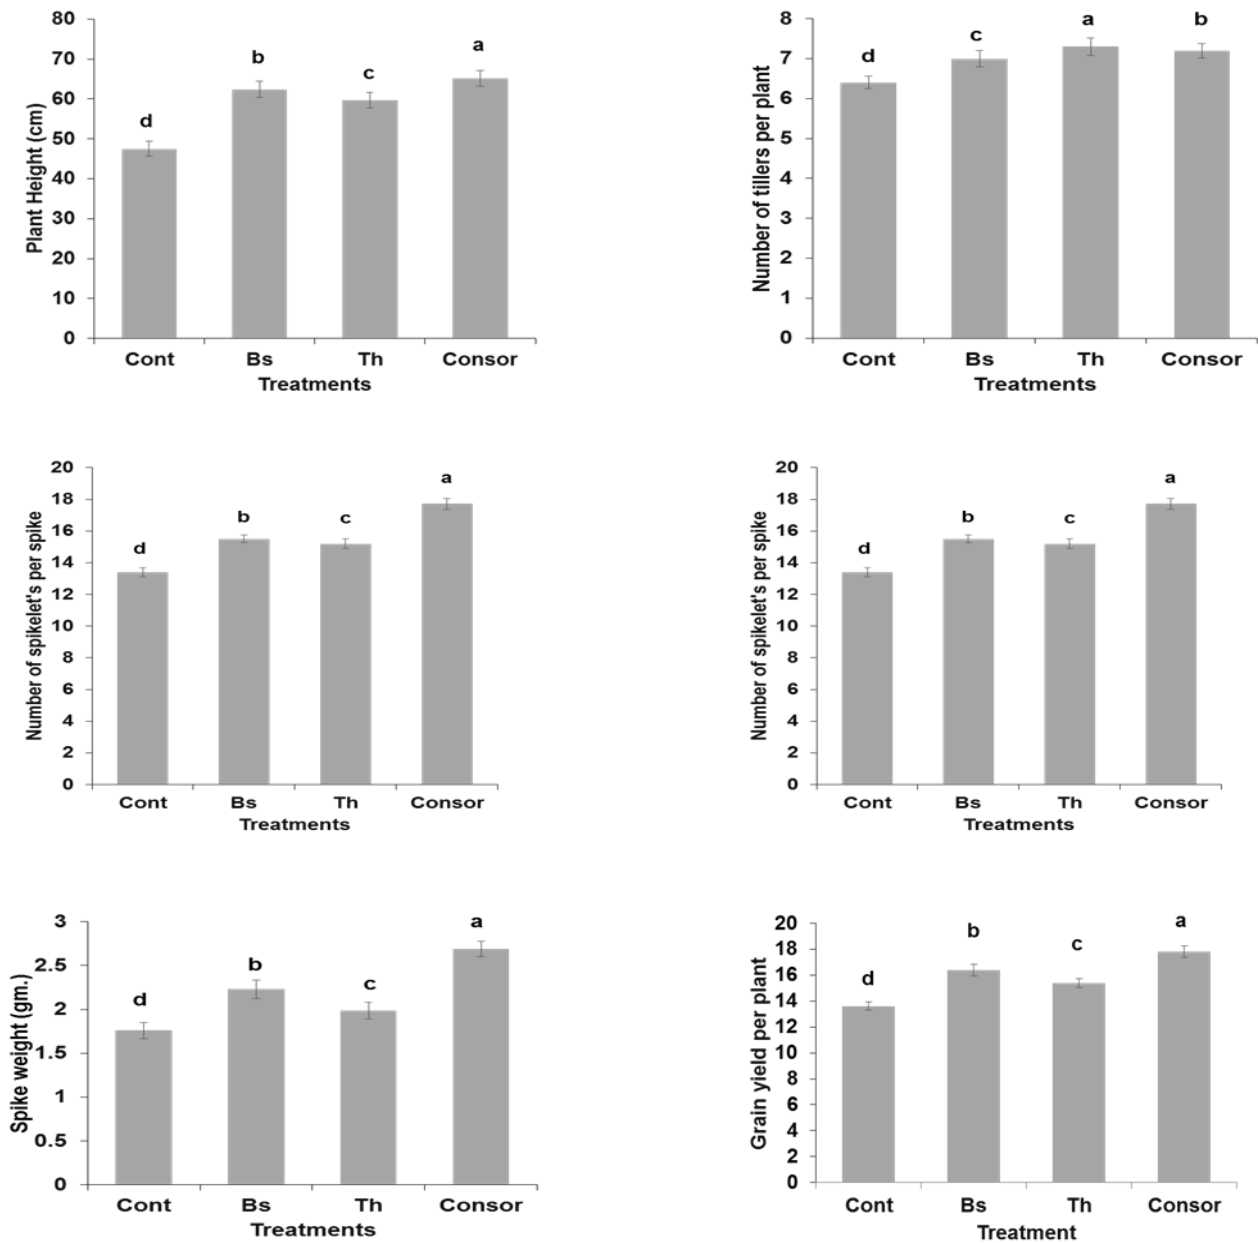 Plant Height (cm)
80
70
60
50
40
30
20
10
0
d
b
c
a
Cont Bs Th Consor
Treatments
Number of tillers per plant
8
7
6
5
4
3
2
1
0
d
c
a
b
Cont Bs Th Consor
Treatments
Number of spikelet's per spike
20
18
16
14
12
10
8
6
4
2
0
d
b
c
a
Cont Bs Th Consor
Treatments
Number of spikelet's per spike
20
18
16
14
12
10
8
6
4
2
0
d
b
c
a
Cont Bs Th Consor
Treatments
Spike weight (gm.)
3
2.5
2
1.5
1
0.5
0
d
b
c
a
Cont Bs Th Consor
Treatments
Grain yield per plant
20
18
16
14
12
10
8
6
4
2
0
d
b
c
a
Cont Bs Th Consor
Treatment